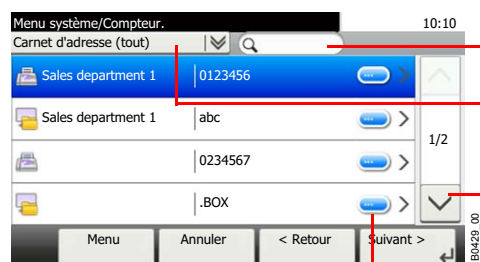 Menu système/Compteur. 10:10
Carnet d'adresse (tout)
Sales department 1 0123456
Sales department 1 abc
1/2
0234567
.BOX
Menu Annuler < Retour Suivant >
B0429_00